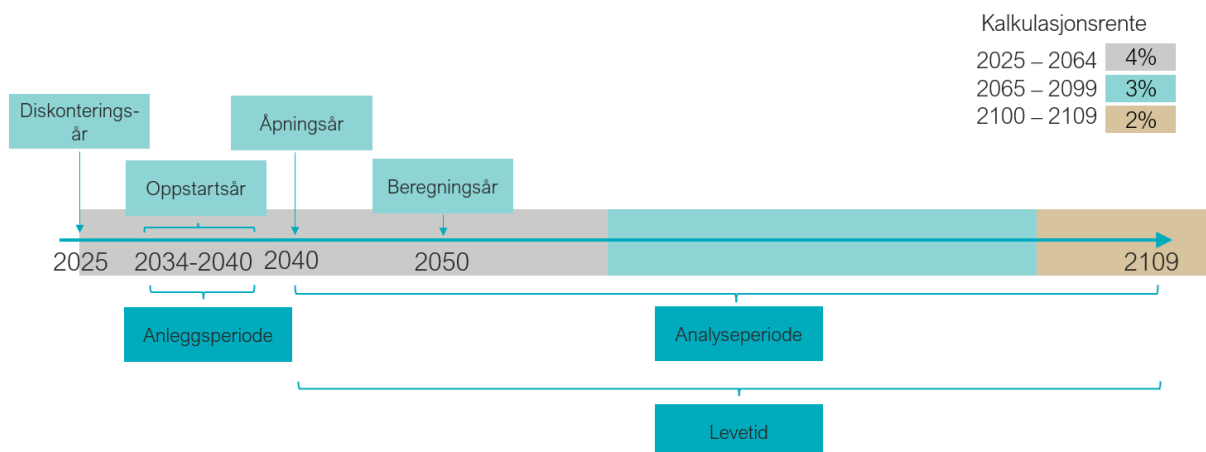 Kalkulasjonsrente
2025 – 2064 4%
2065 – 2099 3%
2100 – 2109 2%
Diskonterings-
år
Åpningsår
Oppstartsår
Beregningsår
2025 2034-2040 2040 2050 2109
Anleggsperiode
Analyseperiode
Levetid